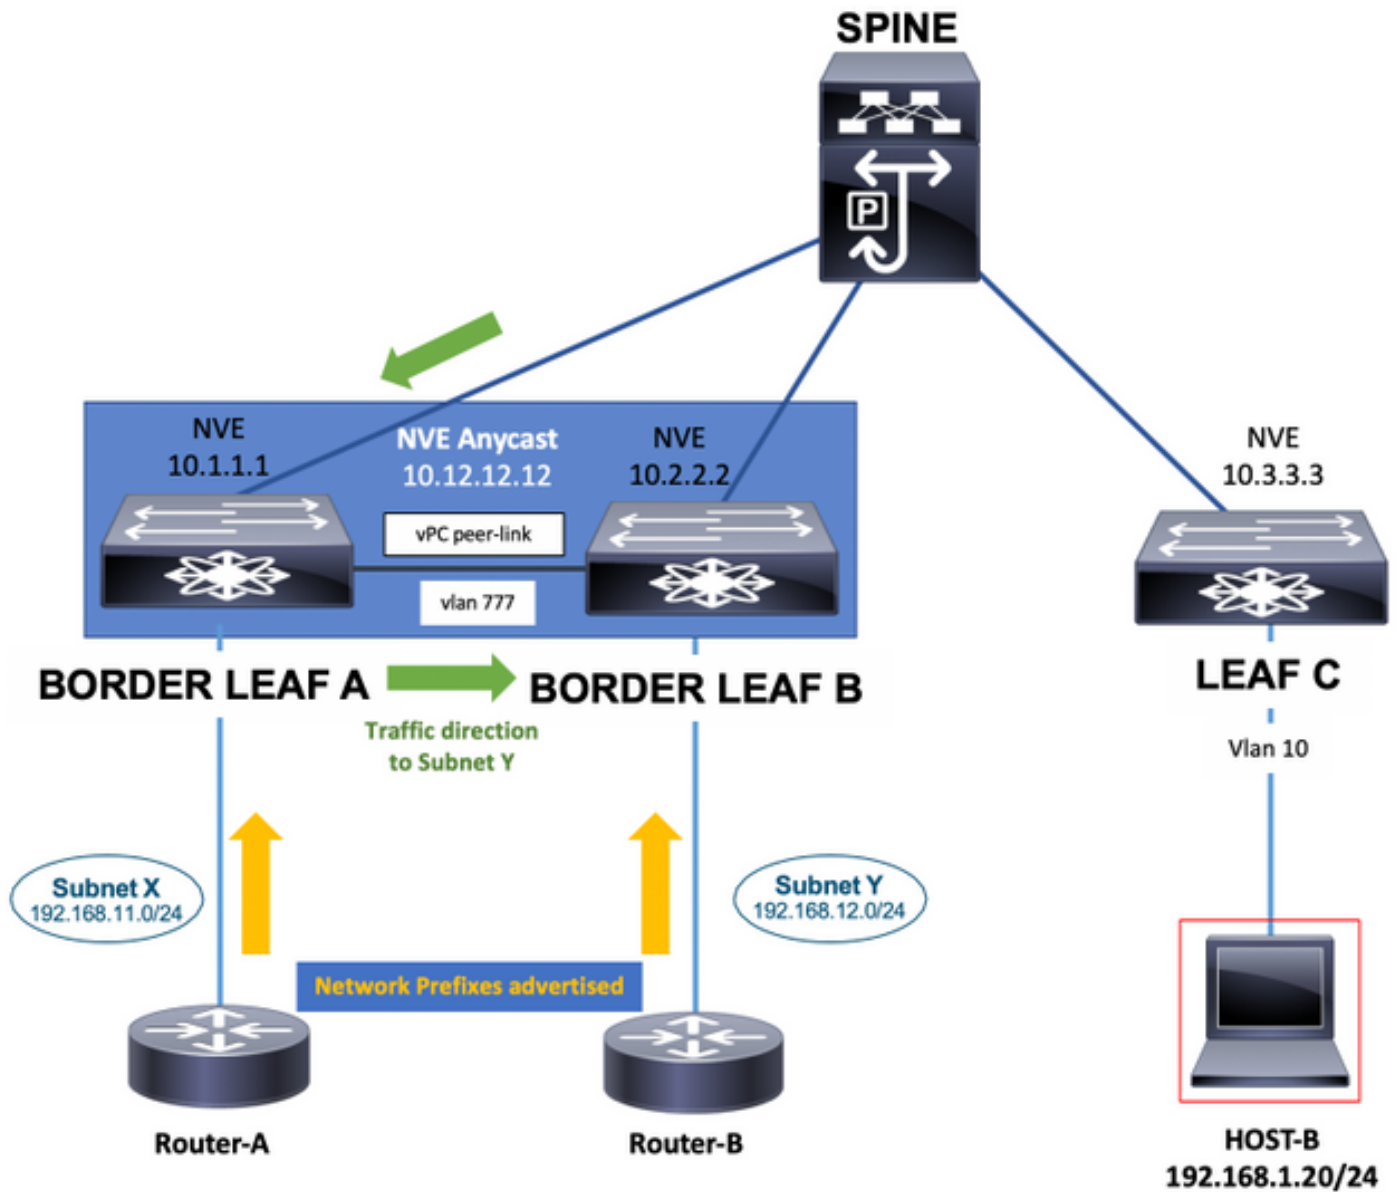 SPINE
P
NVE
10.1.1.1
NVE Anycast
10.12.12.12
NVE
10.2.2.2
NVE
10.3.3.3
vPC peer-link
vlan 777
BORDER LEAF A
BORDER LEAF B
LEAF C
Traffic direction
to Subnet Y
Vlan 10
Subnet X
192.168.11.0/24
Subnet Y
192.168.12.0/24
Network Prefixes advertised
Router-A
Router-B
HOST-B
192.168.1.20/24